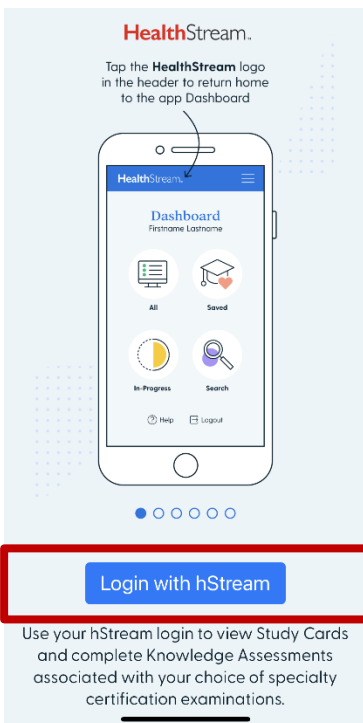 HealthStream.
Tap the HealthStream logo
in the header to return home
to the app Dashboard
HealthStream.
Dashboard
Firstname Lastname
All
Saved
In-Progress
Search
Help
Logout
Login with hStream
Use your hStream login to view Study Cards
and complete Knowledge Assessments
associated with your choice of specialty
certification examinations.